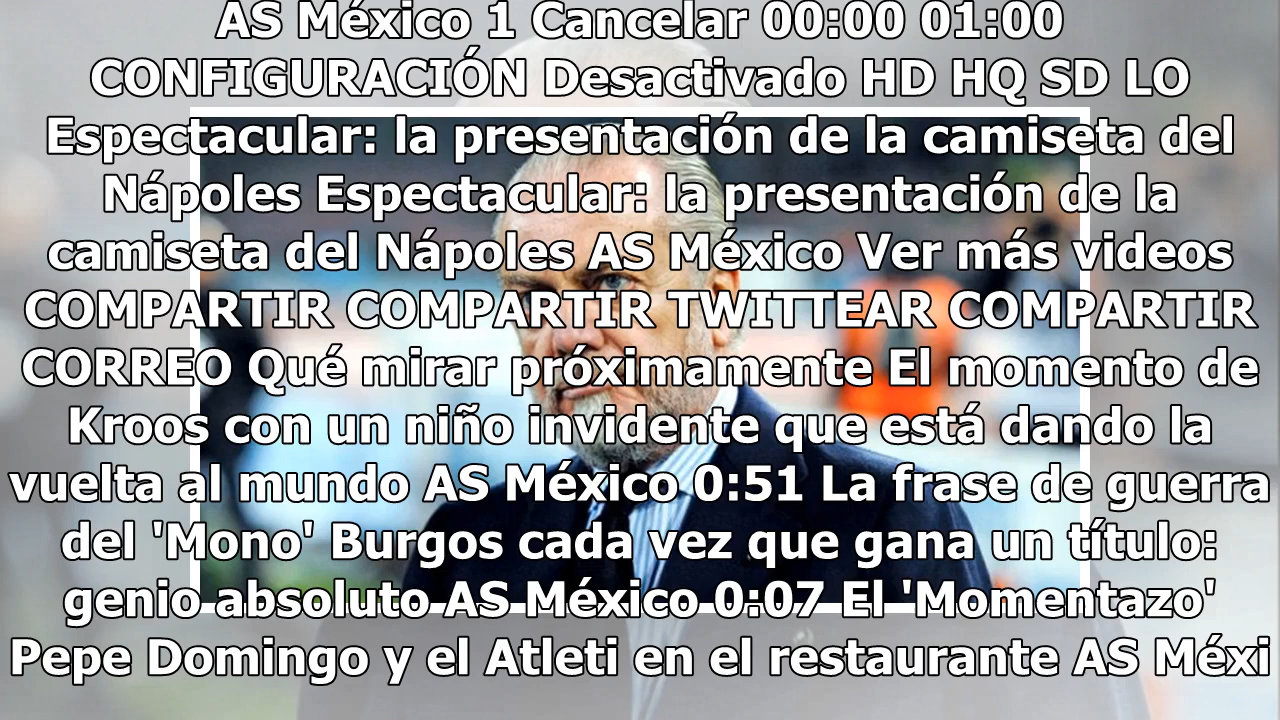 AS México 1 Cancelar 00:00 01:00
CONFIGURACIÓN Desactivado HD HQ SD LO
Espectacular: la presentación de la camiseta del
Nápoles Espectacular: la presentación de la
camiseta del Nápoles AS México Ver más videos
COMPARTIR COMPARTIR TWITTEAR COMPARTIR
CORREO Qué mirar próximamente El momento de
Kroos con un niño invidente que está dando la
vuelta al mundo AS México 0:51 La frase de guerra
del 'Mono' Burgos cada vez que gana un título:
genio absoluto AS México 0:07 El 'Momentazo'
Pepe Domingo y el Atleti en el restaurante AS Méxi